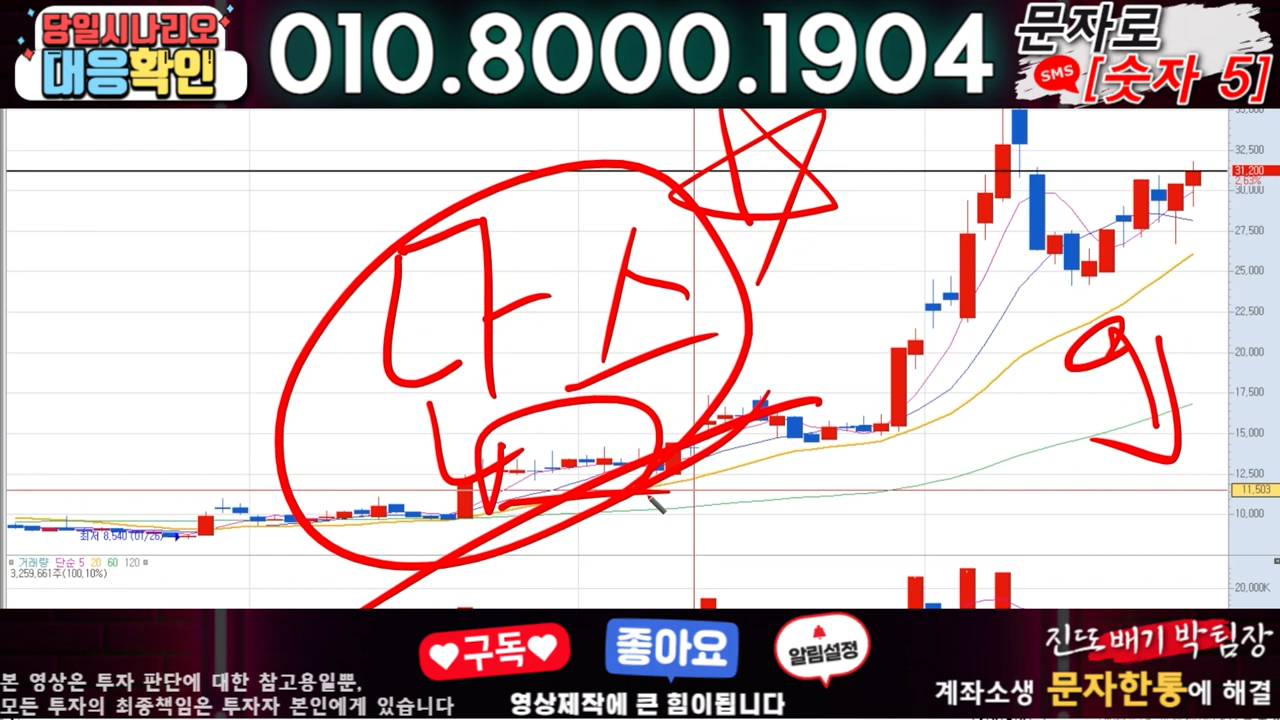 당일시나리오
대응확인
010.8000.1904
문자로
SMS
[숫자 5]
35,000
32,500
31,200
2.63%
30,000
27,500
25,000
22,500
20,000
17,500
15,000
12,500
11,503
10,000
나스
최저 8,540 (01/26)
거래량 단순 5 20 60 120
3,259,661주(100.10%)
20,000K
구독
좋아요
알림설정
진또배기 박팀장
본 영상은 투자 판단에 대한 참고용일뿐,
모든 투자의 최종책임은 투자자 본인에게 있습니다
영상제작에 큰 힘이됩니다
계좌소생 문자한통에 해결